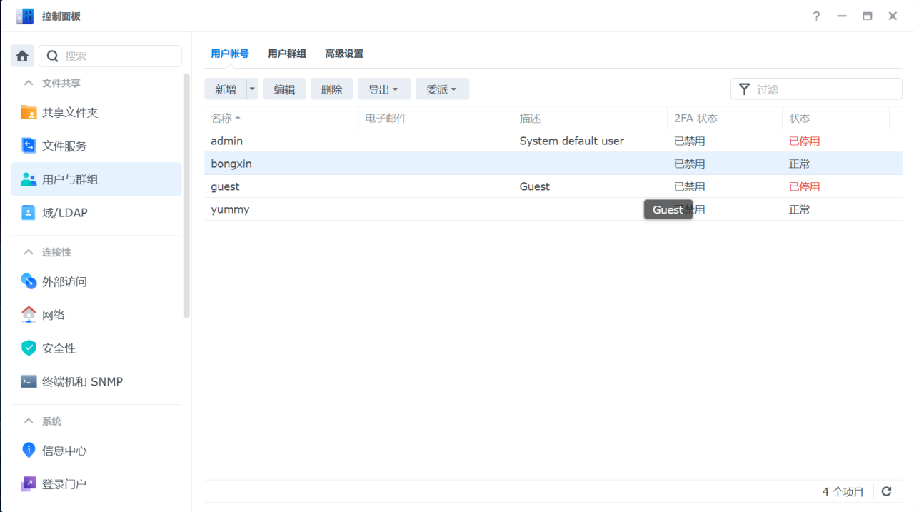 控制面板
搜索
文件共享
共享文件夹
文件服务
用户与群组
域/LDAP
连接性
外部访问
网络
安全性
终端机和 SNMP
系统
信息中心
登录门户
用户帐号 用户群组 高级设置
新增 编辑 删除 导出 委派 过滤
名称 电子邮件 描述 2FA 状态 状态
admin System default user 已禁用 已停用
bongxin 已禁用 正常
guest Guest 已禁用 已停用
yummy 禁用 正常
Guest
4 个项目